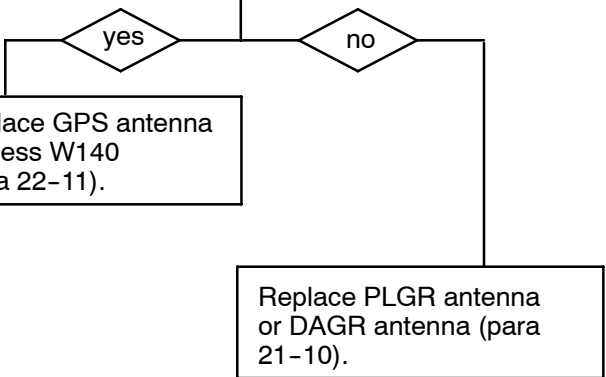 yes
no
lace GPS antenna
ess W140
a 22-11).
Replace PLGR antenna
or DAGR antenna (para
21-10).